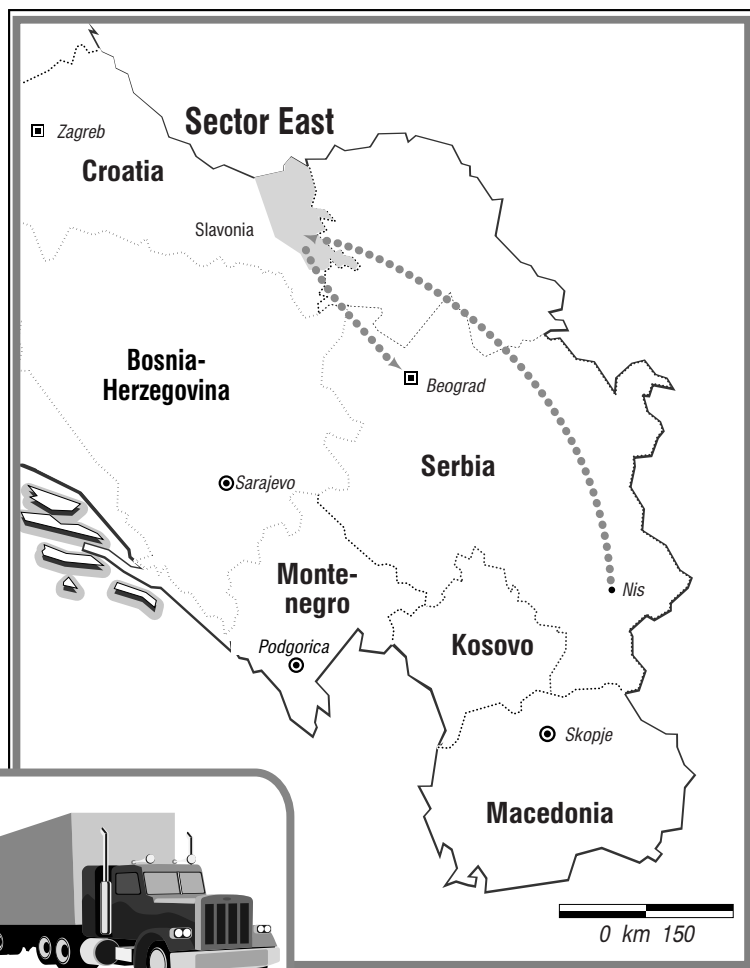 Sector East
Zagreb
Croatia
Slavonia
Bosnia-
Herzegovina
Beograd
Serbia
Sarajevo
Monte-
negro
Nis
Podgorica
Kosovo
Skopje
Macedonia
0 km 150